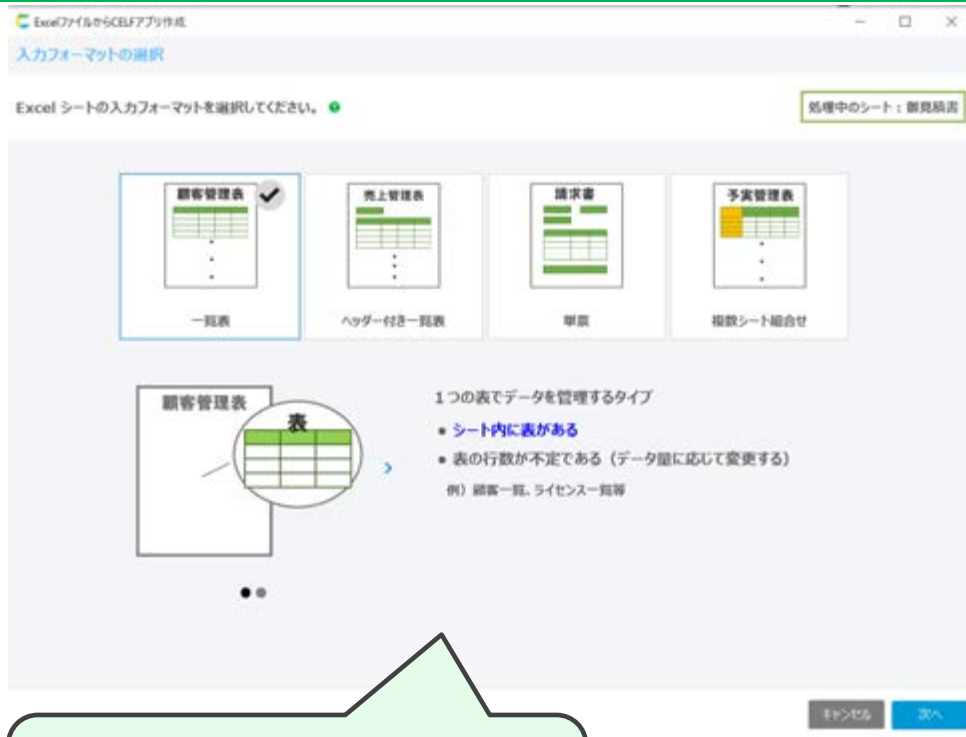 ExcelファイルからCELFアプリ作成
入力フォーマットの選択
Excel シートの入力フォーマットを選択してください。
処理中のシート：御見積書
顧客管理表
売上管理表
請求書
予実管理表
一覧表
ヘッダー付き一覧表
単票
複数シート組合せ
顧客管理表
表
1つの表でデータを管理するタイプ
● シート内に表がある
● 表の行数が不定である（データ量に応じて変更する）
例）顧客一覧、ライセンス一覧等
キャンセル
次へ